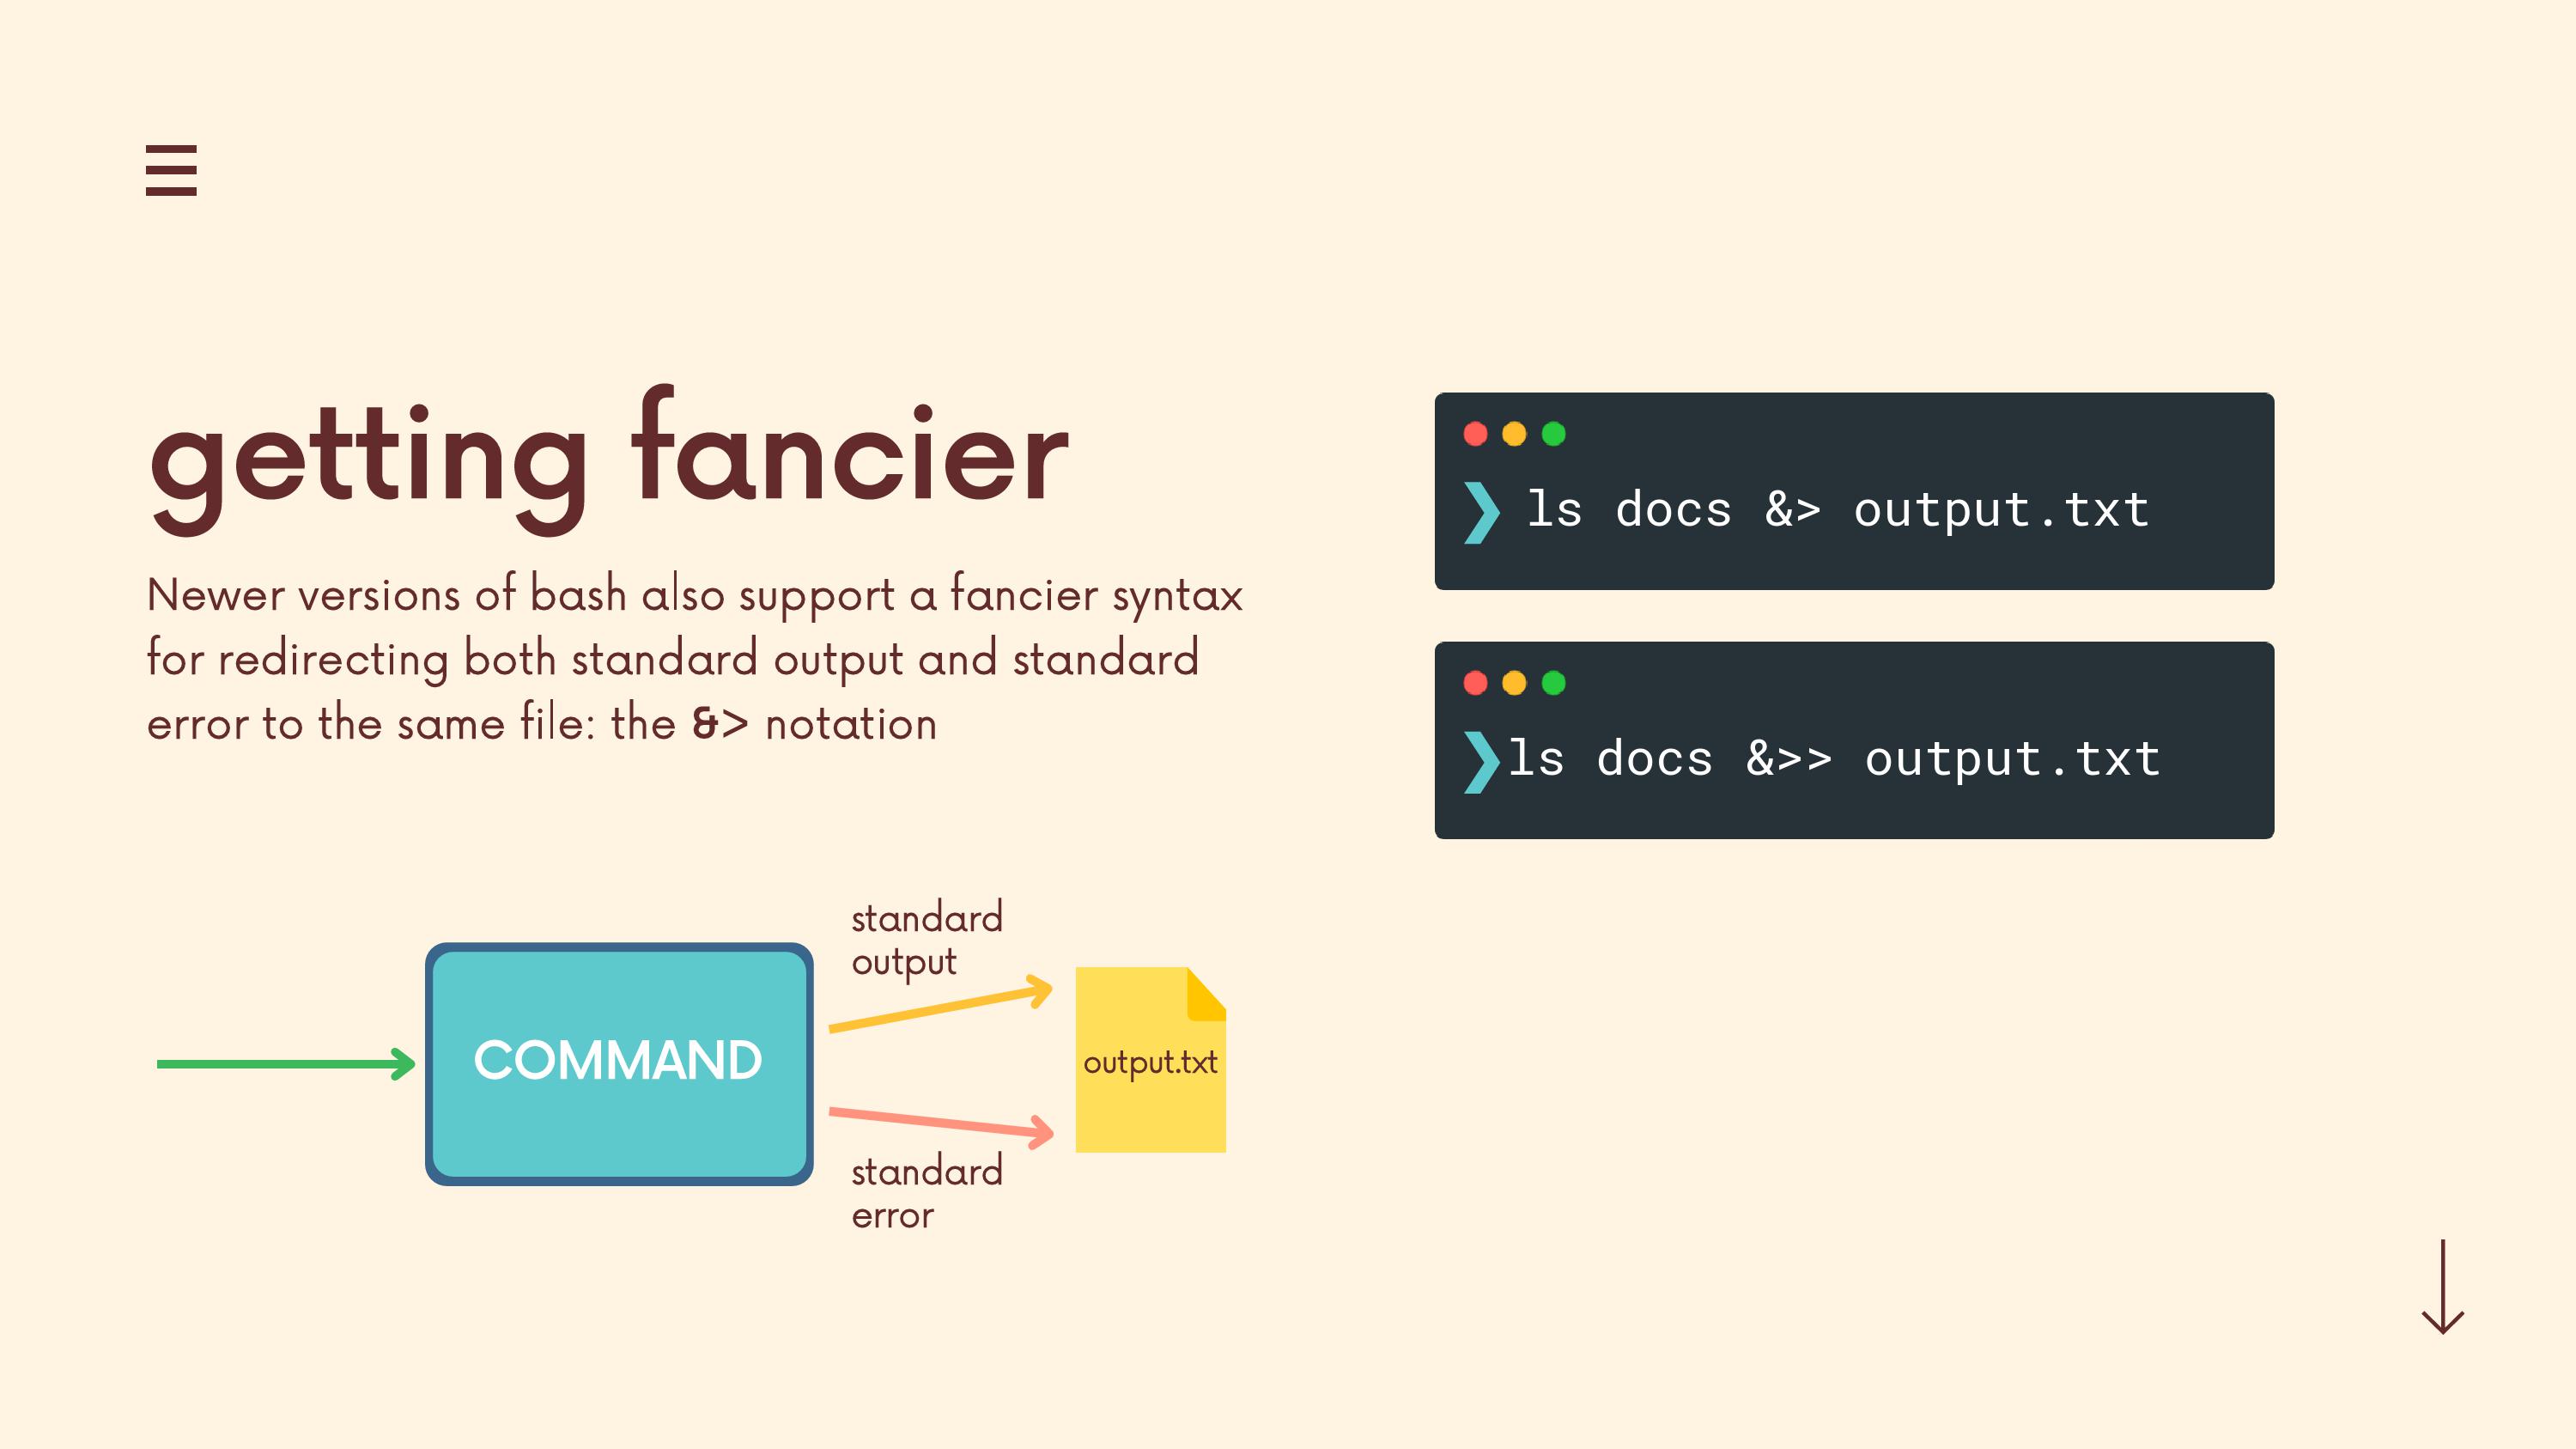 getting fancier
Newer versions of bash also support a fancier syntax
for redirecting both standard output and standard
error to the same file: the &> notation
❯ ls docs &> output.txt
❯ls docs &>> output.txt
standard
output
COMMAND
output.txt
standard
error